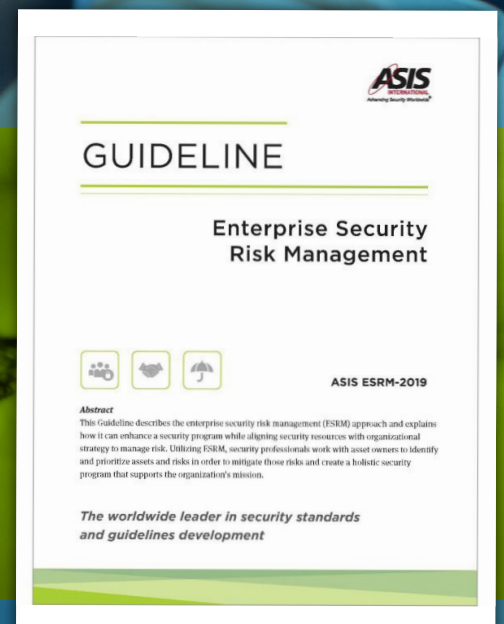 ASIS
INTERNATIONAL
Advancing Security Worldwide®
GUIDELINE
Enterprise Security
Risk Management
ASIS ESRM-2019
Abstract
This Guideline describes the enterprise security risk management (ESRM) approach and explains
how it can enhance a security program while aligning security resources with organizational
strategy to manage risk. Utilizing ESRM, security professionals work with asset owners to identify
and prioritize assets and risks in order to mitigate those risks and create a holistic security
program that supports the organization's mission.
The worldwide leader in security standards
and guidelines development